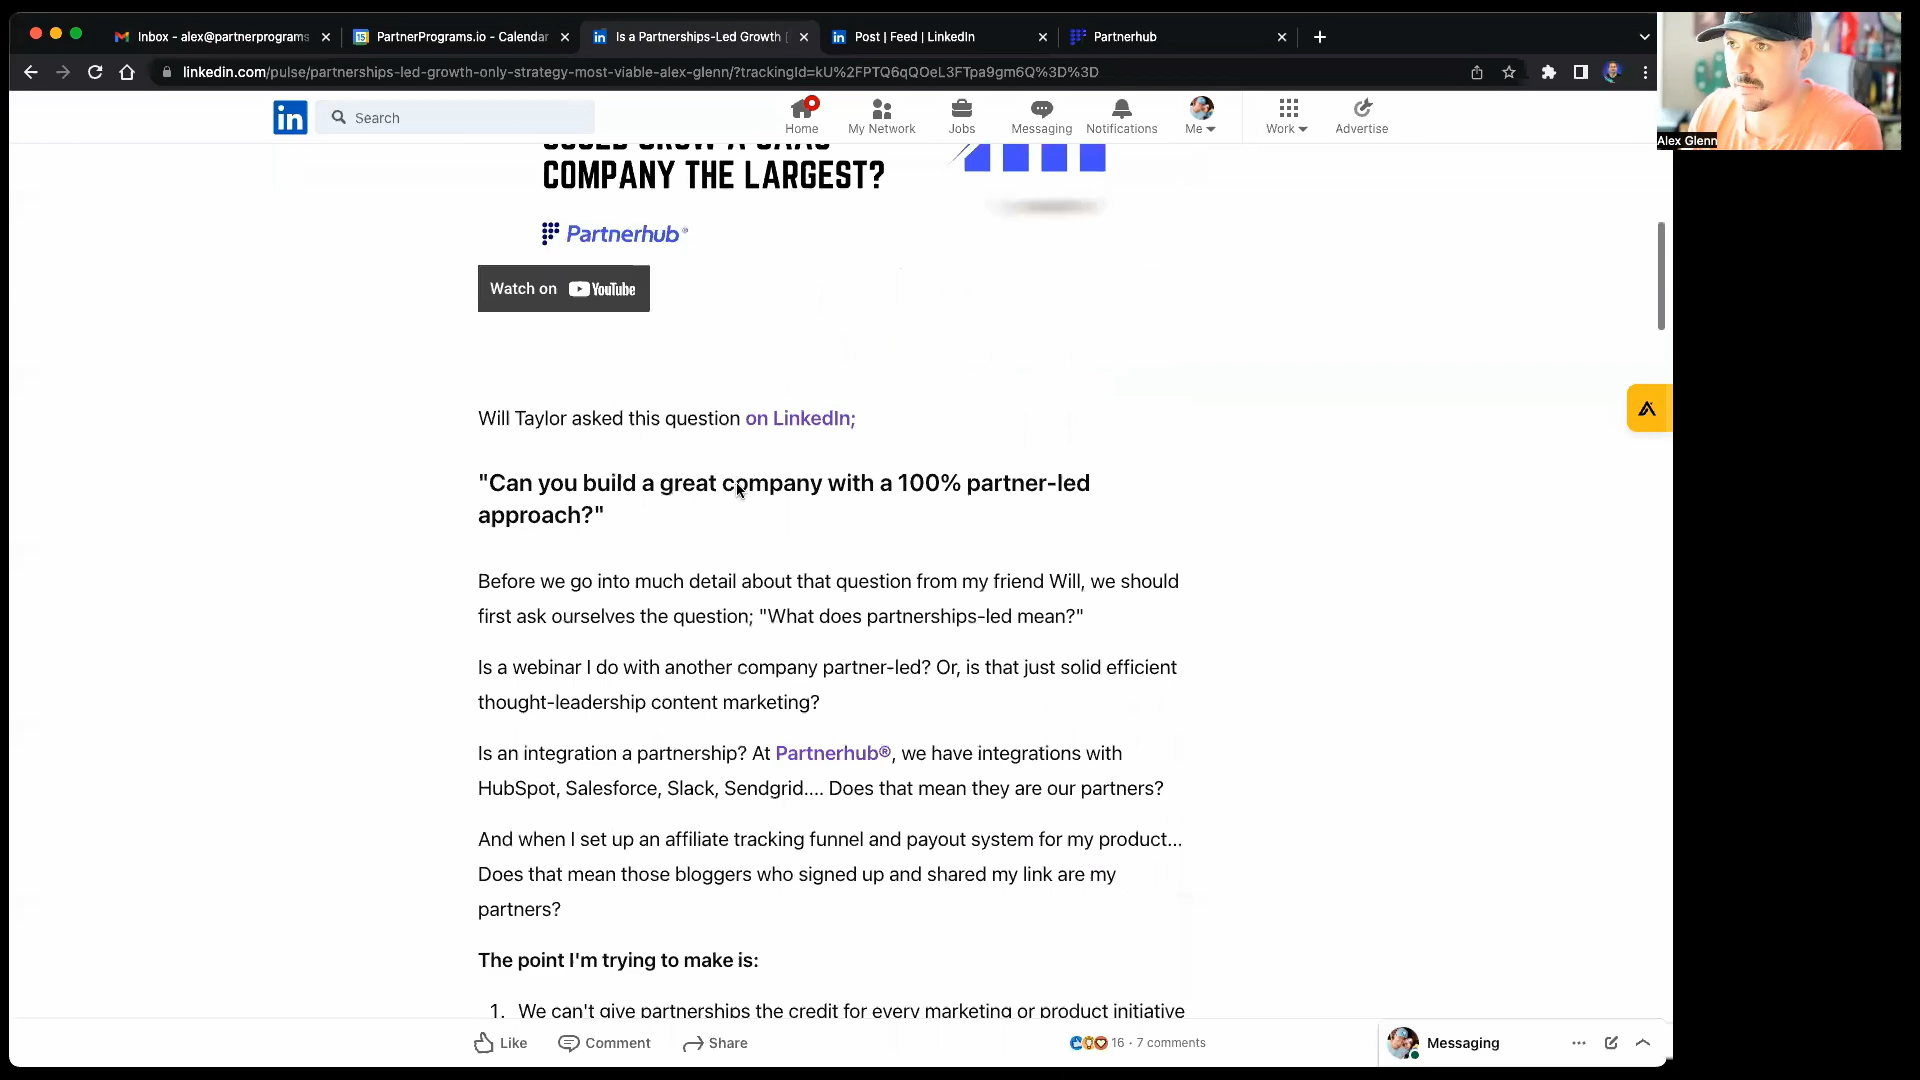 Inbox - alex@partnerprograms
PartnerPrograms.io - Calendar
Is a Partnerships-Led Growth
Post | Feed | LinkedIn
Partnerhub
linkedin.com/pulse/partnerships-led-growth-only-strategy-most-viable-alex-glenn/?trackingId=kU%2FPTQ6qQOeL3FTpa9gm6Q%3D%3D
Alex Glenn
in
Search
Home
My Network
Jobs
Messaging
Notifications
Me
Work
Advertise
COULD GROW A SAAS
COMPANY THE LARGEST?
Partnerhub®
Watch on YouTube
Will Taylor asked this question on LinkedIn;
"Can you build a great company with a 100% partner-led
approach?"
Before we go into much detail about that question from my friend Will, we should
first ask ourselves the question; "What does partnerships-led mean?"
Is a webinar I do with another company partner-led? Or, is that just solid efficient
thought-leadership content marketing?
Is an integration a partnership? At Partnerhub®, we have integrations with
HubSpot, Salesforce, Slack, Sendgrid.... Does that mean they are our partners?
And when I set up an affiliate tracking funnel and payout system for my product...
Does that mean those bloggers who signed up and shared my link are my
partners?
The point I'm trying to make is:
1. We can't give partnerships the credit for every marketing or product initiative
Like
Comment
Share
16 · 7 comments
Messaging